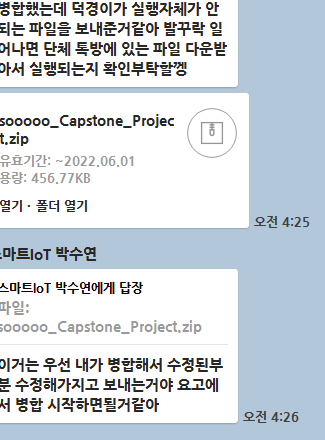 병합했는데 덕경이가 실행자체가 안
되는 파일을 보내준거같아 발꾸락 일
어나면 단체 톡방에 있는 파일 다운받
아서 실행되는지 확인부탁할껭
sooooo_Capstone_Projec
t.zip
유효기간: ~2022.06.01
용량: 456.77KB
열기 · 폴더 열기
오전 4:25
스마트IoT 박수연
스마트IoT 박수연에게 답장
파일:
sooooo_Capstone_Project.zip
이거는 우선 내가 병합해서 수정된부
분 수정해가지고 보내는거야 요고에
서 병합 시작하면될거같아
오전 4:26